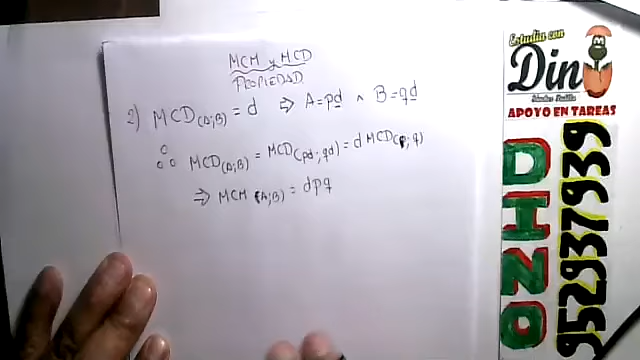 MCM y MCD
PROPIEDAD
2) MCD(A;B) = d ⇒ A = pd ∧ B = qd
∴ MCD(A;B) = MCD(pd; qd) = d MCD(p; q)
⇒ MCM (A;B) = dpq
Estudia con
Dino
APOYO EN TAREAS
DINO
952937939